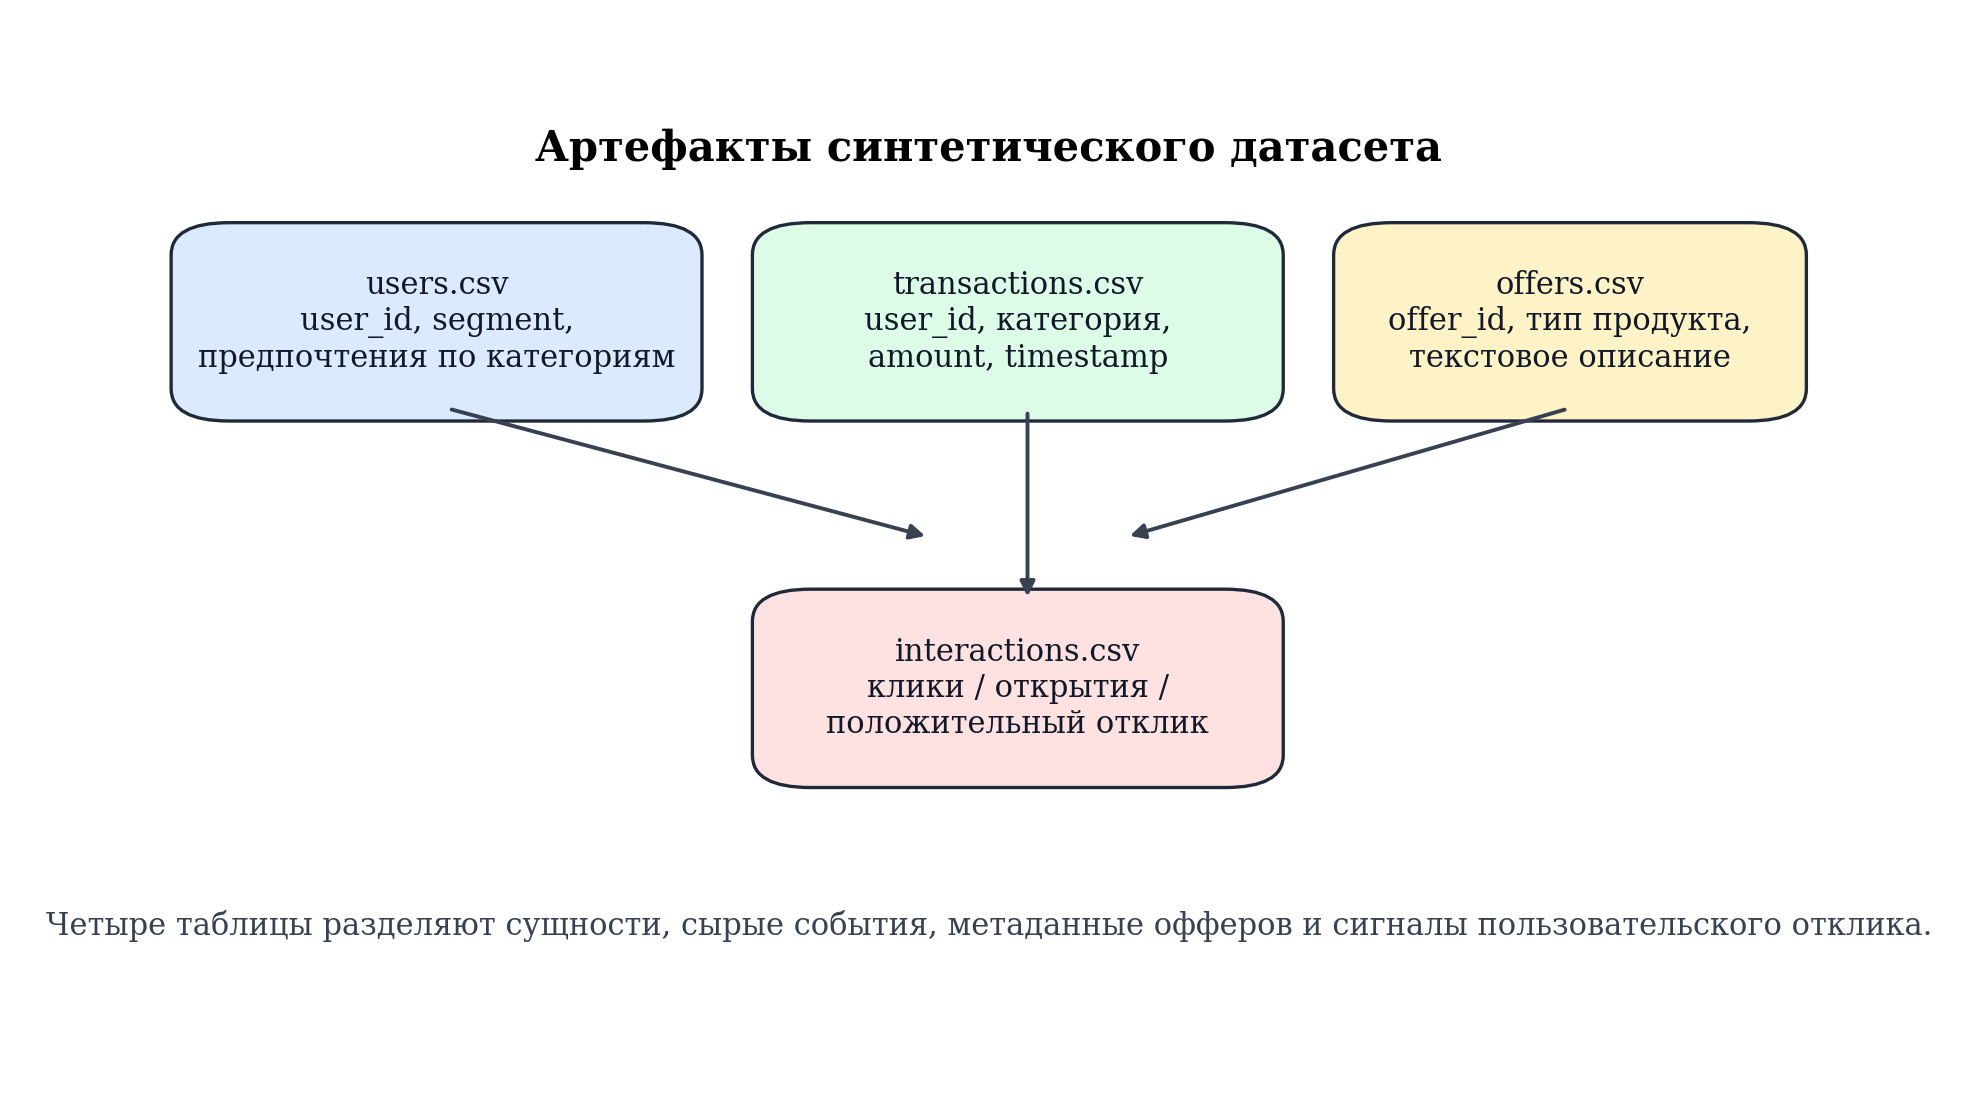 Артефакты синтетического датасета
users.csv
user_id, segment,
предпочтения по категориям
transactions.csv
user_id, категория,
amount, timestamp
offers.csv
offer_id, тип продукта,
текстовое описание
interactions.csv
клики / открытия /
положительный отклик
Четыре таблицы разделяют сущности, сырые события, метаданные офферов и сигналы пользовательского отклика.